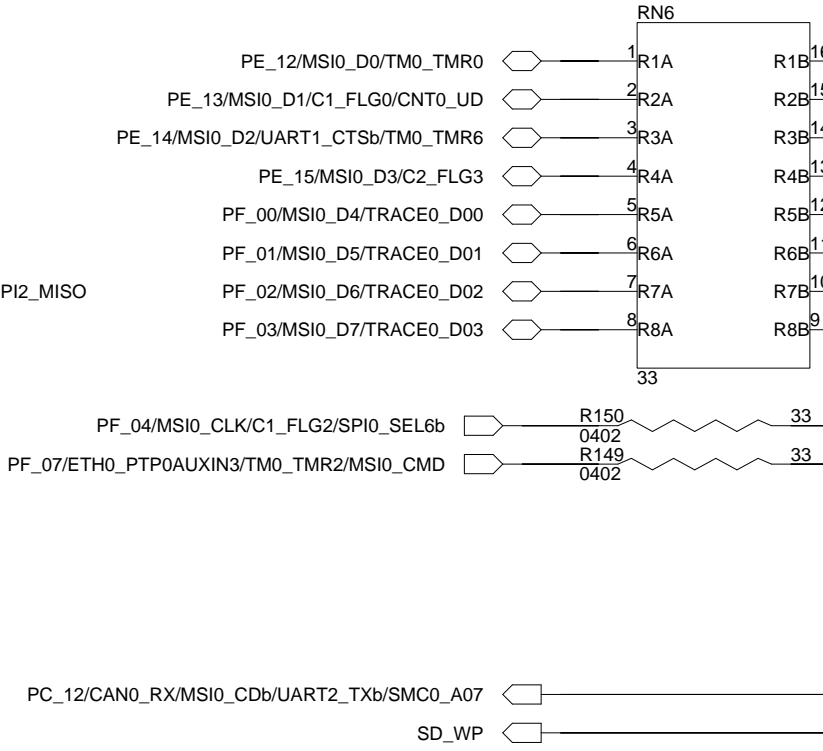 RN6
PE_12/MSI0_D0/TM0_TMR0 1 R1A R1B 16
PE_13/MSI0_D1/C1_FLG0/CNT0_UD 2 R2A R2B 15
PE_14/MSI0_D2/UART1_CTSb/TM0_TMR6 3 R3A R3B 14
PE_15/MSI0_D3/C2_FLG3 4 R4A R4B 13
PF_00/MSI0_D4/TRACE0_D00 5 R5A R5B 12
PF_01/MSI0_D5/TRACE0_D01 6 R6A R6B 11
PI2_MISO PF_02/MSI0_D6/TRACE0_D02 7 R7A R7B 10
PF_03/MSI0_D7/TRACE0_D03 8 R8A R8B 9
33
PF_04/MSI0_CLK/C1_FLG2/SPI0_SEL6b R150 33
0402
PF_07/ETH0_PTP0AUXIN3/TM0_TMR2/MSI0_CMD R149 33
0402
PC_12/CAN0_RX/MSI0_CDb/UART2_TXb/SMC0_A07
SD_WP